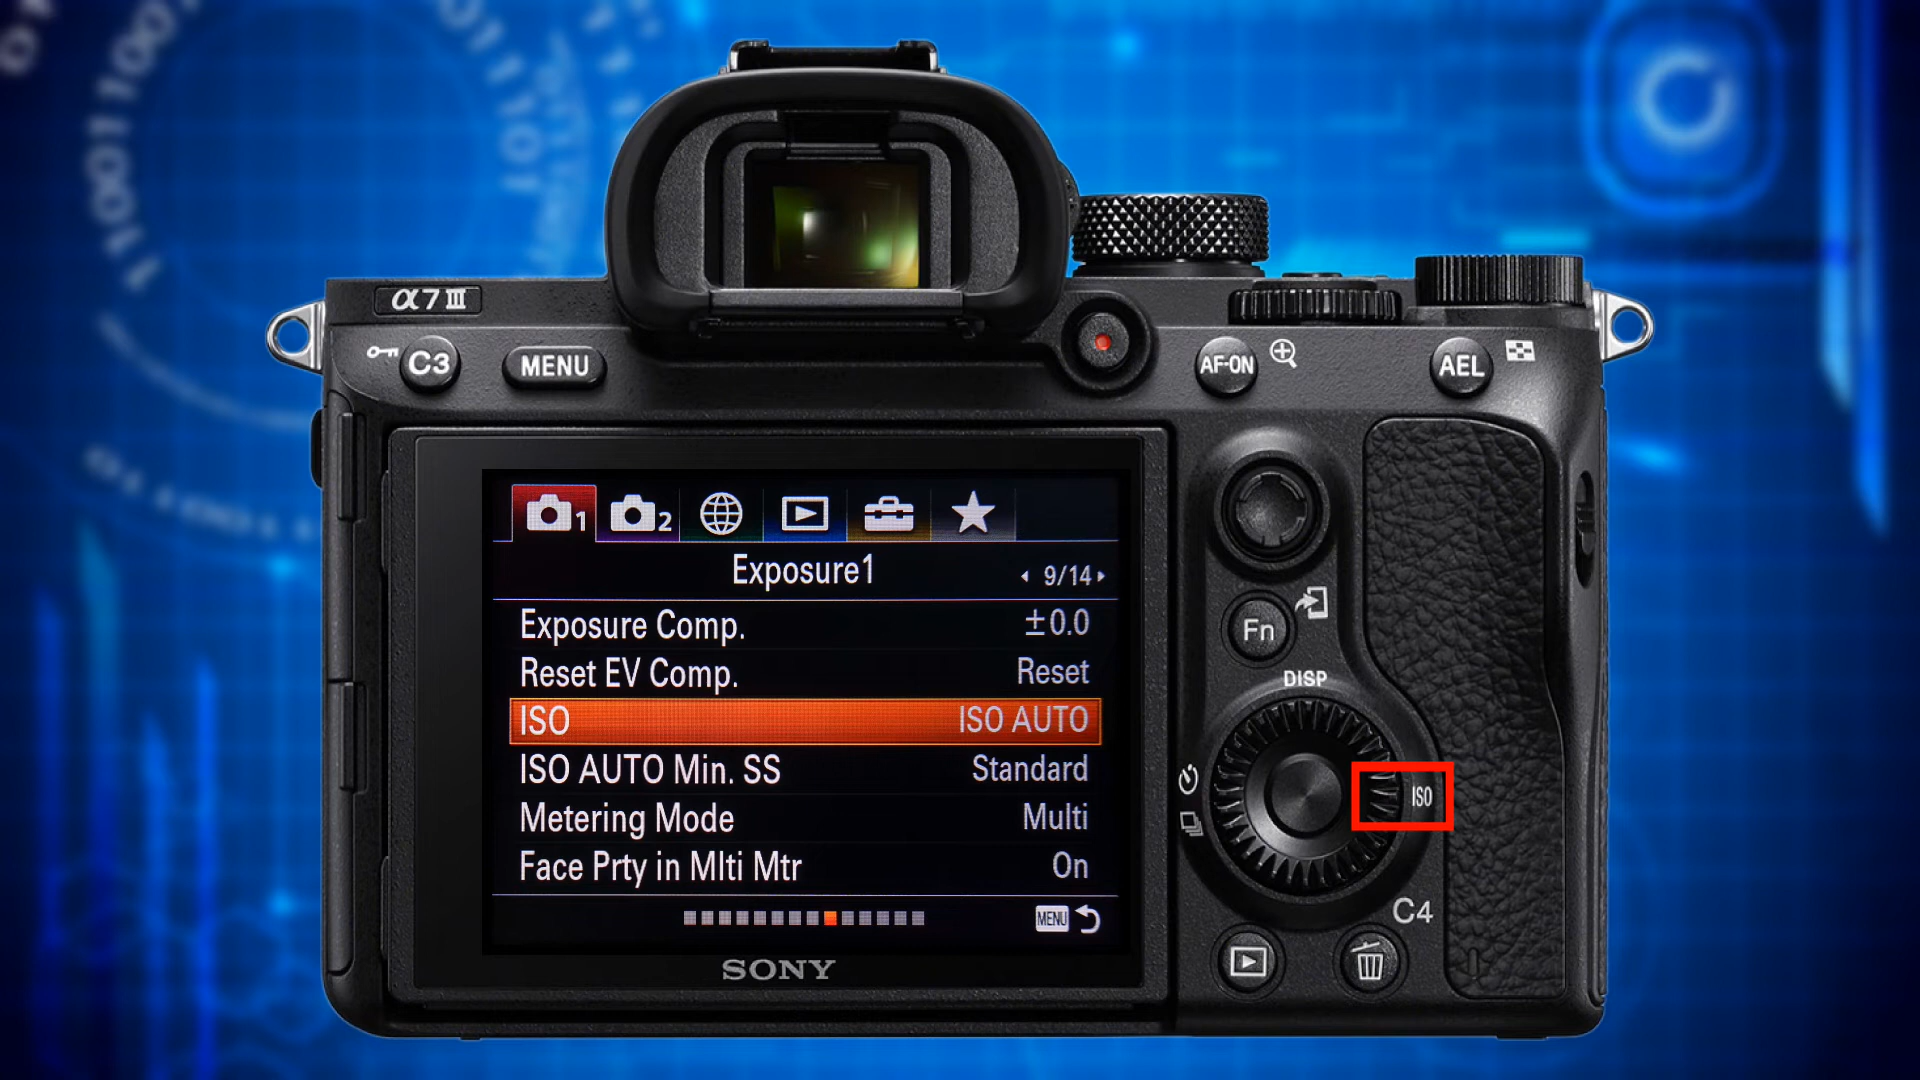 α7III
C3
MENU
AF-ON
AEL
1
2
Exposure1
9/14
Exposure Comp. ±0.0
Reset EV Comp. Reset
ISO ISO AUTO
ISO AUTO Min. SS Standard
Metering Mode Multi
Face Prty in Mlti Mtr On
MENU
SONY
Fn
DISP
ISO
C4